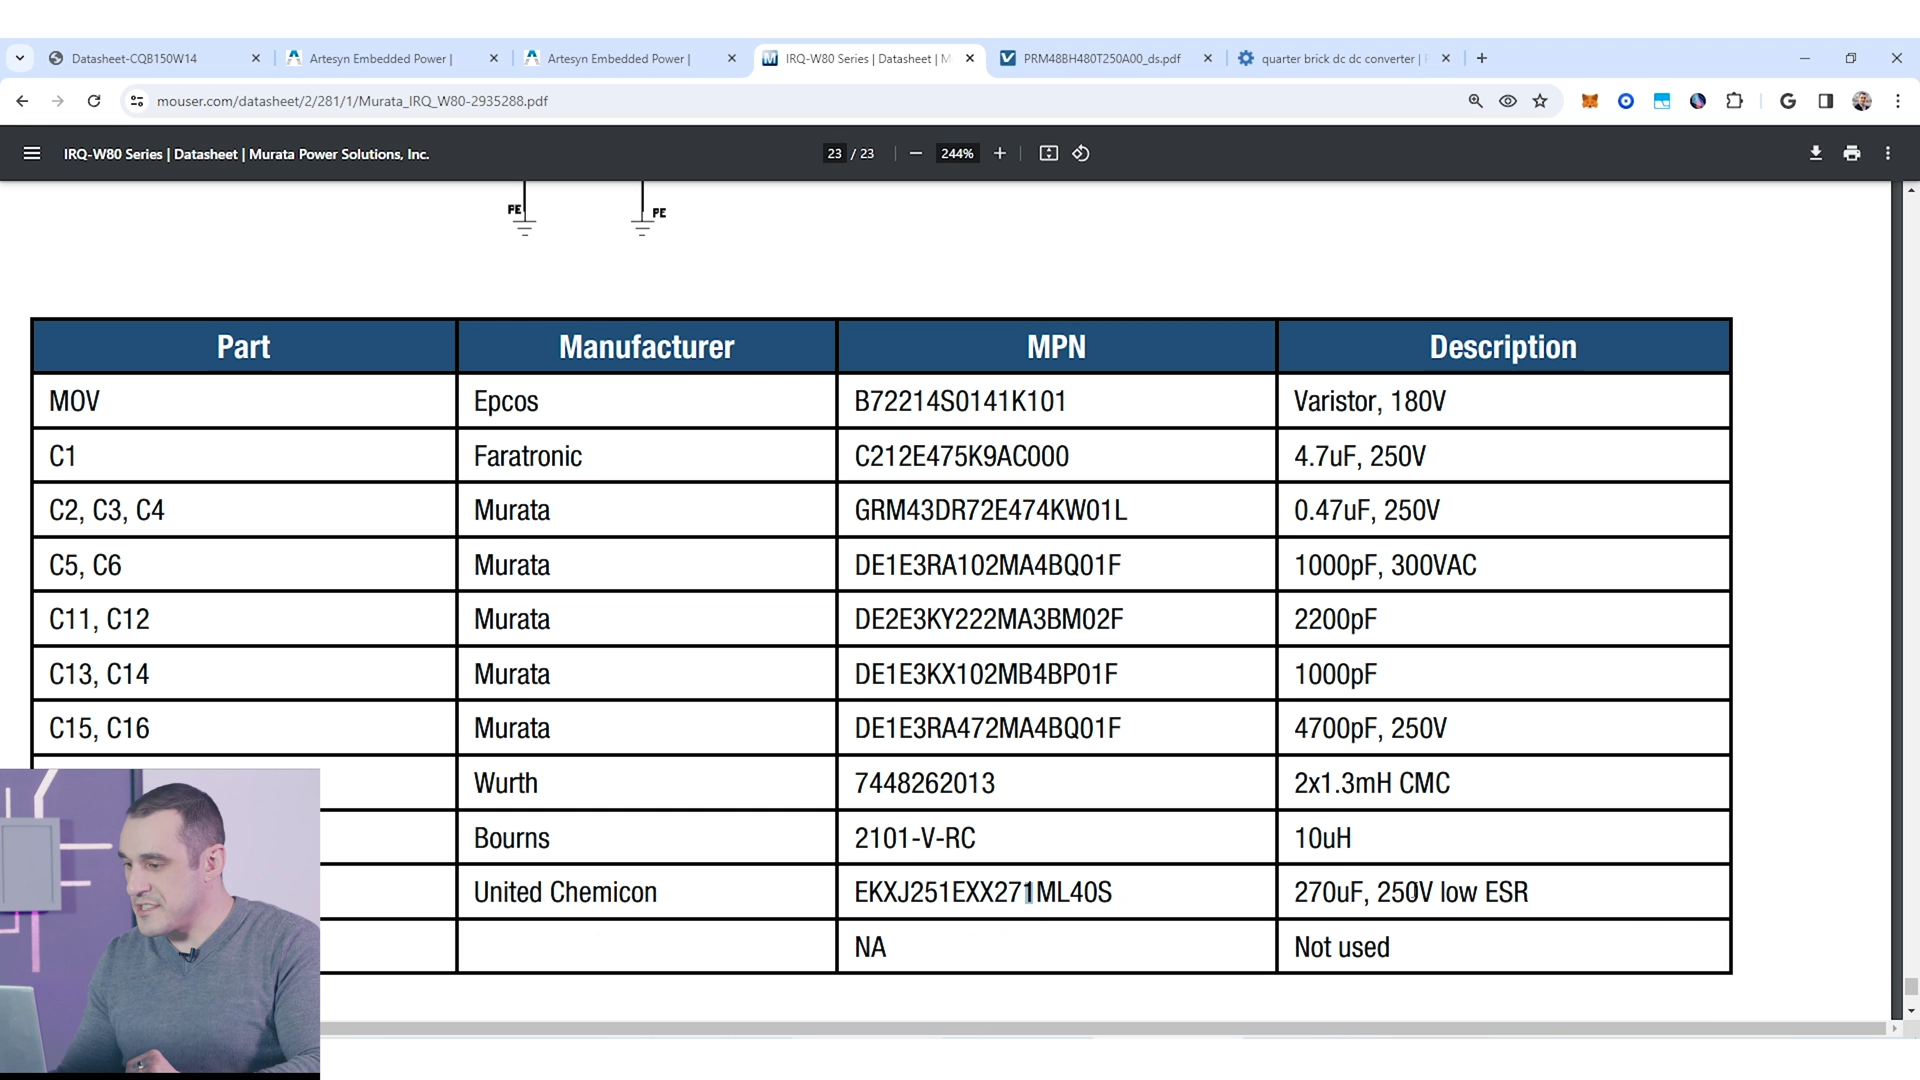 Datasheet-CQB150W14
Artesyn Embedded Power |
Artesyn Embedded Power |
IRQ-W80 Series | Datasheet | M
PRM48BH480T250A00_ds.pdf
quarter brick dc dc converter |
mouser.com/datasheet/2/281/1/Murata_IRQ_W80-2935288.pdf
IRQ-W80 Series | Datasheet | Murata Power Solutions, Inc.
23 / 23
244%
PE
PE
Part Manufacturer MPN Description
MOV Epcos B72214S0141K101 Varistor, 180V
C1 Faratronic C212E475K9AC000 4.7uF, 250V
C2, C3, C4 Murata GRM43DR72E474KW01L 0.47uF, 250V
C5, C6 Murata DE1E3RA102MA4BQ01F 1000pF, 300VAC
C11, C12 Murata DE2E3KY222MA3BM02F 2200pF
C13, C14 Murata DE1E3KX102MB4BP01F 1000pF
C15, C16 Murata DE1E3RA472MA4BQ01F 4700pF, 250V
Wurth 7448262013 2x1.3mH CMC
Bourns 2101-V-RC 10uH
United Chemicon EKXJ251EXX271ML40S 270uF, 250V low ESR
NA Not used